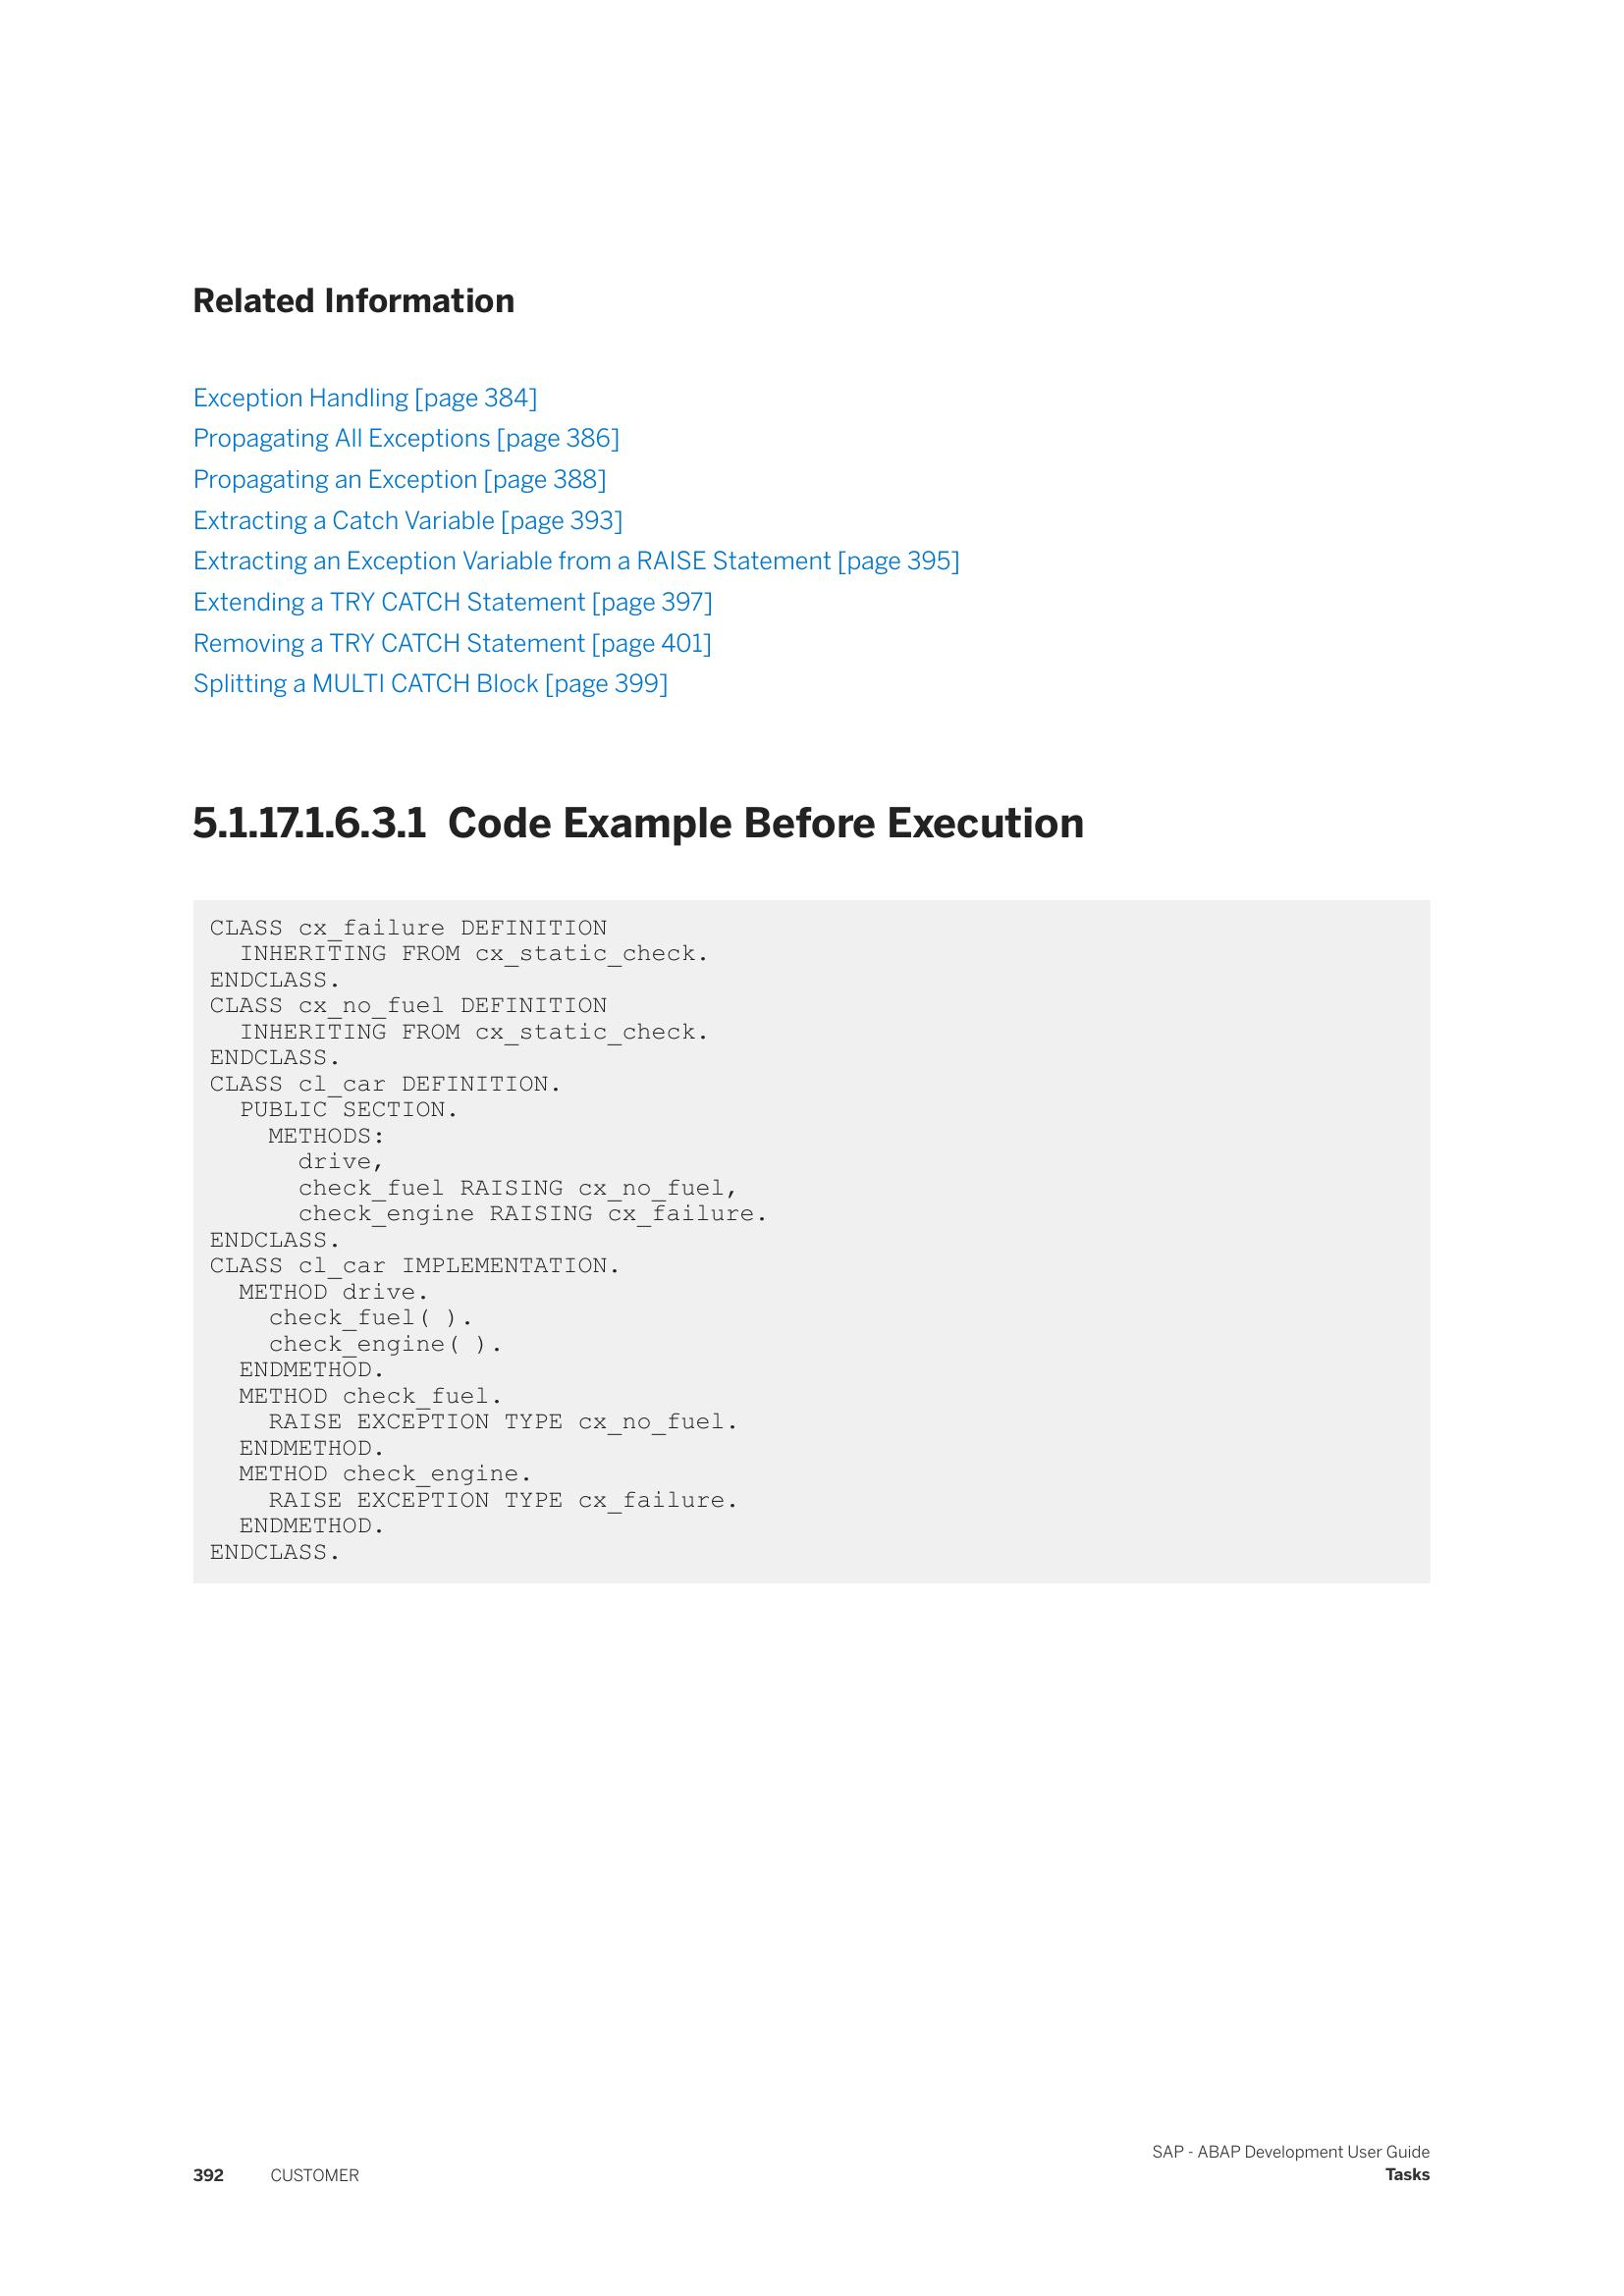 Related Information
Exception Handling [page 384]
Propagating All Exceptions [page 386]
Propagating an Exception [page 388]
Extracting a Catch Variable [page 393]
Extracting an Exception Variable from a RAISE Statement [page 395]
Extending a TRY CATCH Statement [page 397]
Removing a TRY CATCH Statement [page 401]
Splitting a MULTI CATCH Block [page 399]
5.1.17.1.6.3.1 Code Example Before Execution
CLASS cx_failure DEFINITION
  INHERITING FROM cx_static_check.
ENDCLASS.
CLASS cx_no_fuel DEFINITION
  INHERITING FROM cx_static_check.
ENDCLASS.
CLASS cl_car DEFINITION.
  PUBLIC SECTION.
    METHODS:
      drive,
      check_fuel RAISING cx_no_fuel,
      check_engine RAISING cx_failure.
ENDCLASS.
CLASS cl_car IMPLEMENTATION.
  METHOD drive.
    check_fuel( ).
    check_engine( ).
  ENDMETHOD.
  METHOD check_fuel.
    RAISE EXCEPTION TYPE cx_no_fuel.
  ENDMETHOD.
  METHOD check_engine.
    RAISE EXCEPTION TYPE cx_failure.
  ENDMETHOD.
ENDCLASS.
SAP - ABAP Development User Guide
392 CUSTOMER Tasks